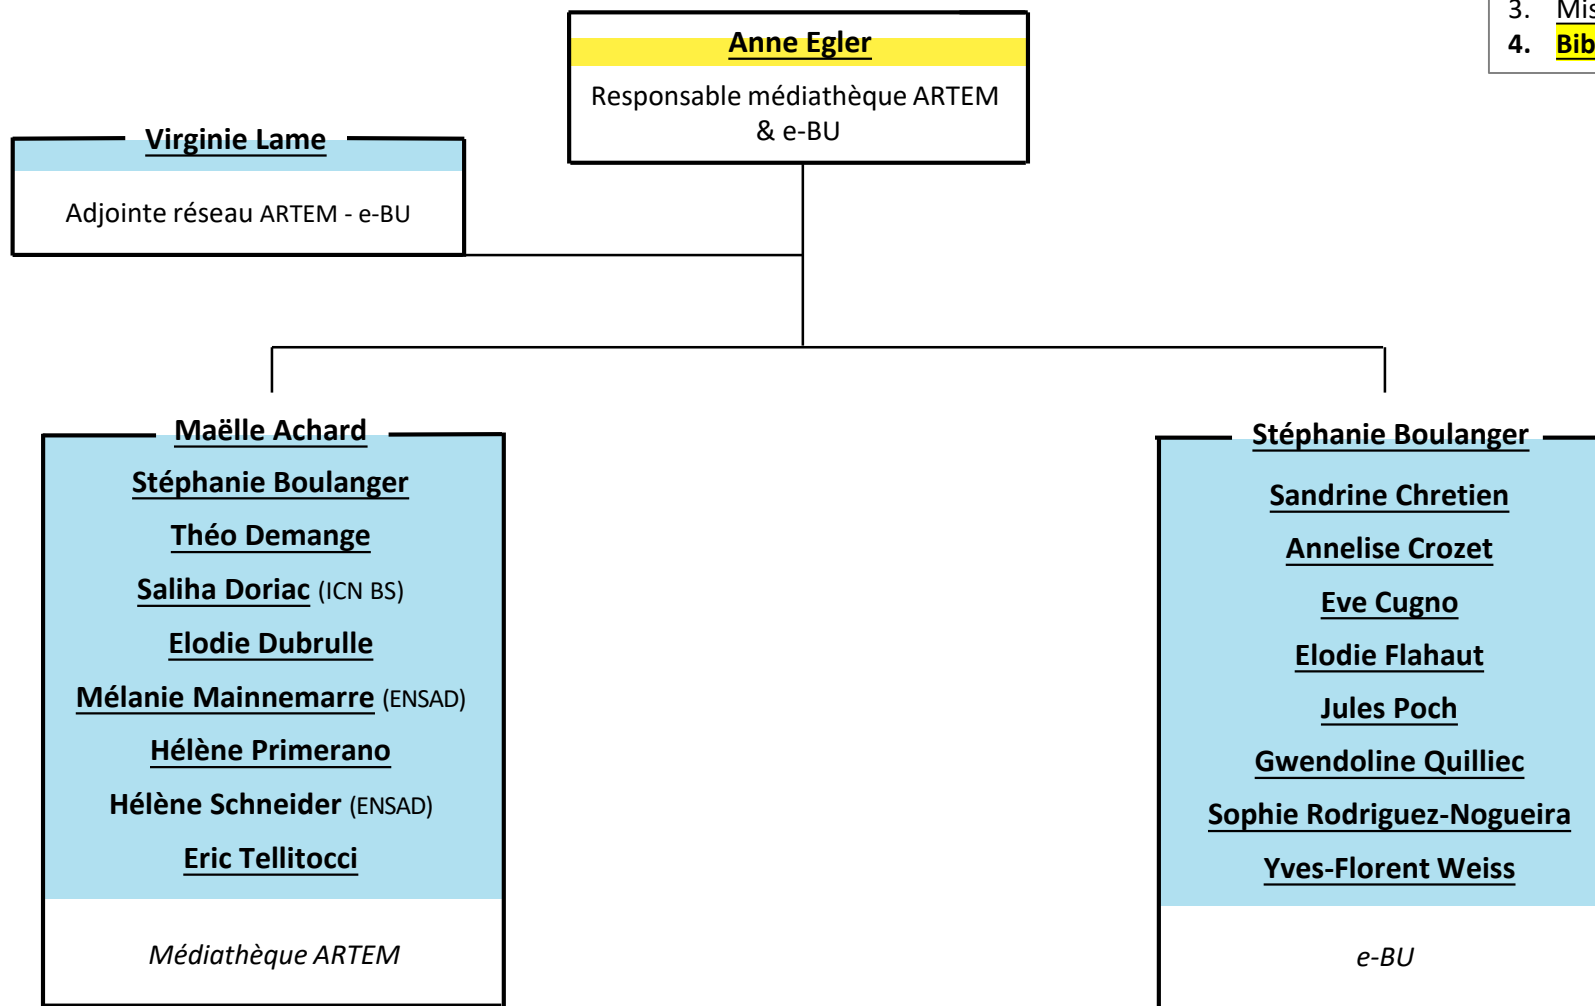 3. Mis
4. Bib
Anne Egler
Responsable médiathèque ARTEM
& e-BU
Virginie Lame
Adjointe réseau ARTEM - e-BU
Maëlle Achard
Stéphanie Boulanger
Théo Demange
Saliha Doriac (ICN BS)
Elodie Dubrulle
Mélanie Mainnemarre (ENSAD)
Hélène Primerano
Hélène Schneider (ENSAD)
Eric Tellitocci
Médiathèque ARTEM
Stéphanie Boulanger
Sandrine Chretien
Annelise Crozet
Eve Cugno
Elodie Flahaut
Jules Poch
Gwendoline Quilliec
Sophie Rodriguez-Nogueira
Yves-Florent Weiss
e-BU